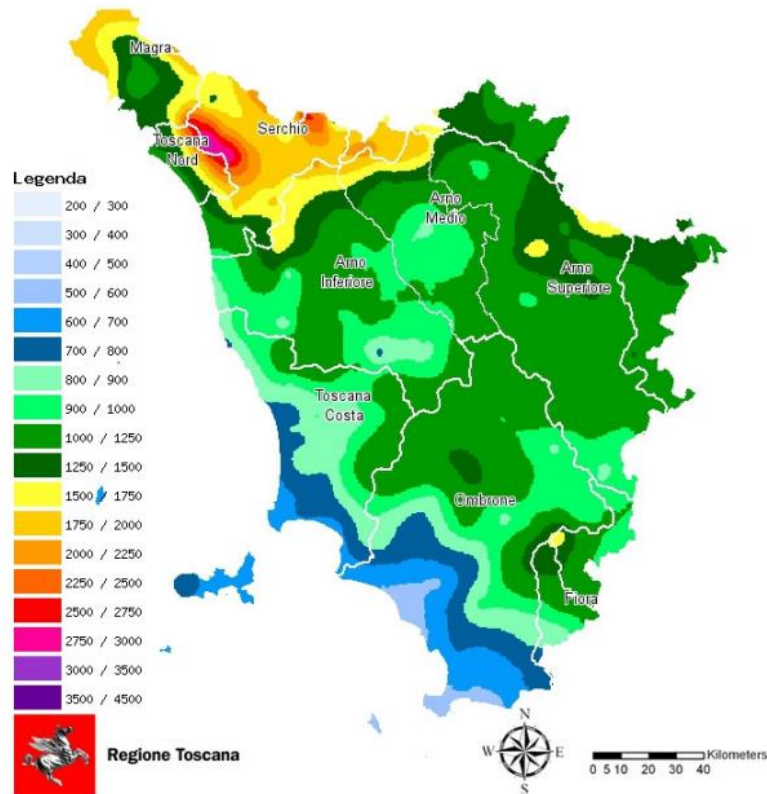 Magra
Serchio
Toscana
Nord
Legenda
200 / 300
300 / 400
400 / 500
500 / 600
600 / 700
700 / 800
800 / 900
900 / 1000
1000 / 1250
1250 / 1500
1500 / 1750
1750 / 2000
2000 / 2250
2250 / 2500
2500 / 2750
2750 / 3000
3000 / 3500
3500 / 4500
Arno
Medio
Arno
Inferiore
Arno
Superiore
Toscana
Costa
Ombrone
Fiora
Regione Toscana
N
W
E
S
Kilometers
0 5 10 20 30 40